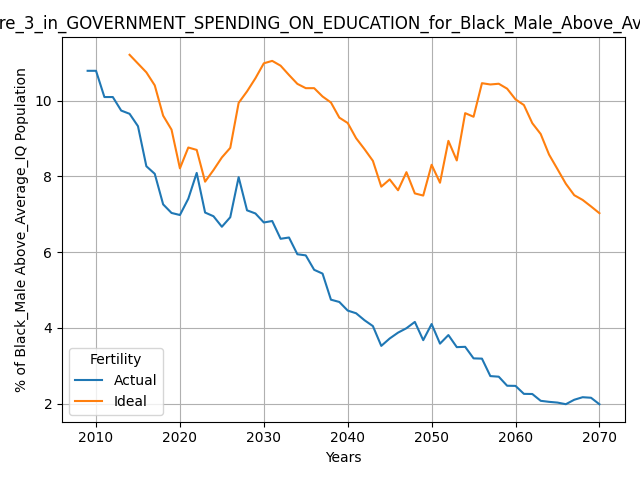 re_3_in_GOVERNMENT_SPENDING_ON_EDUCATION_for_Black_Male_Above_Av
% of Black_Male Above_Average_IQ Population
10
8
6
4
2
Fertility
Actual
Ideal
2010 2020 2030 2040 2050 2060 2070
Years